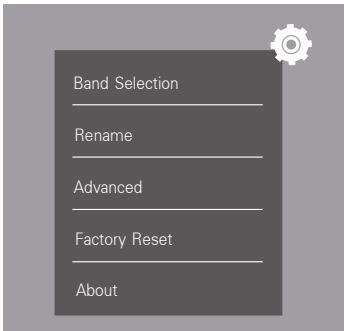 Band Selection
Rename
Advanced
Factory Reset
About